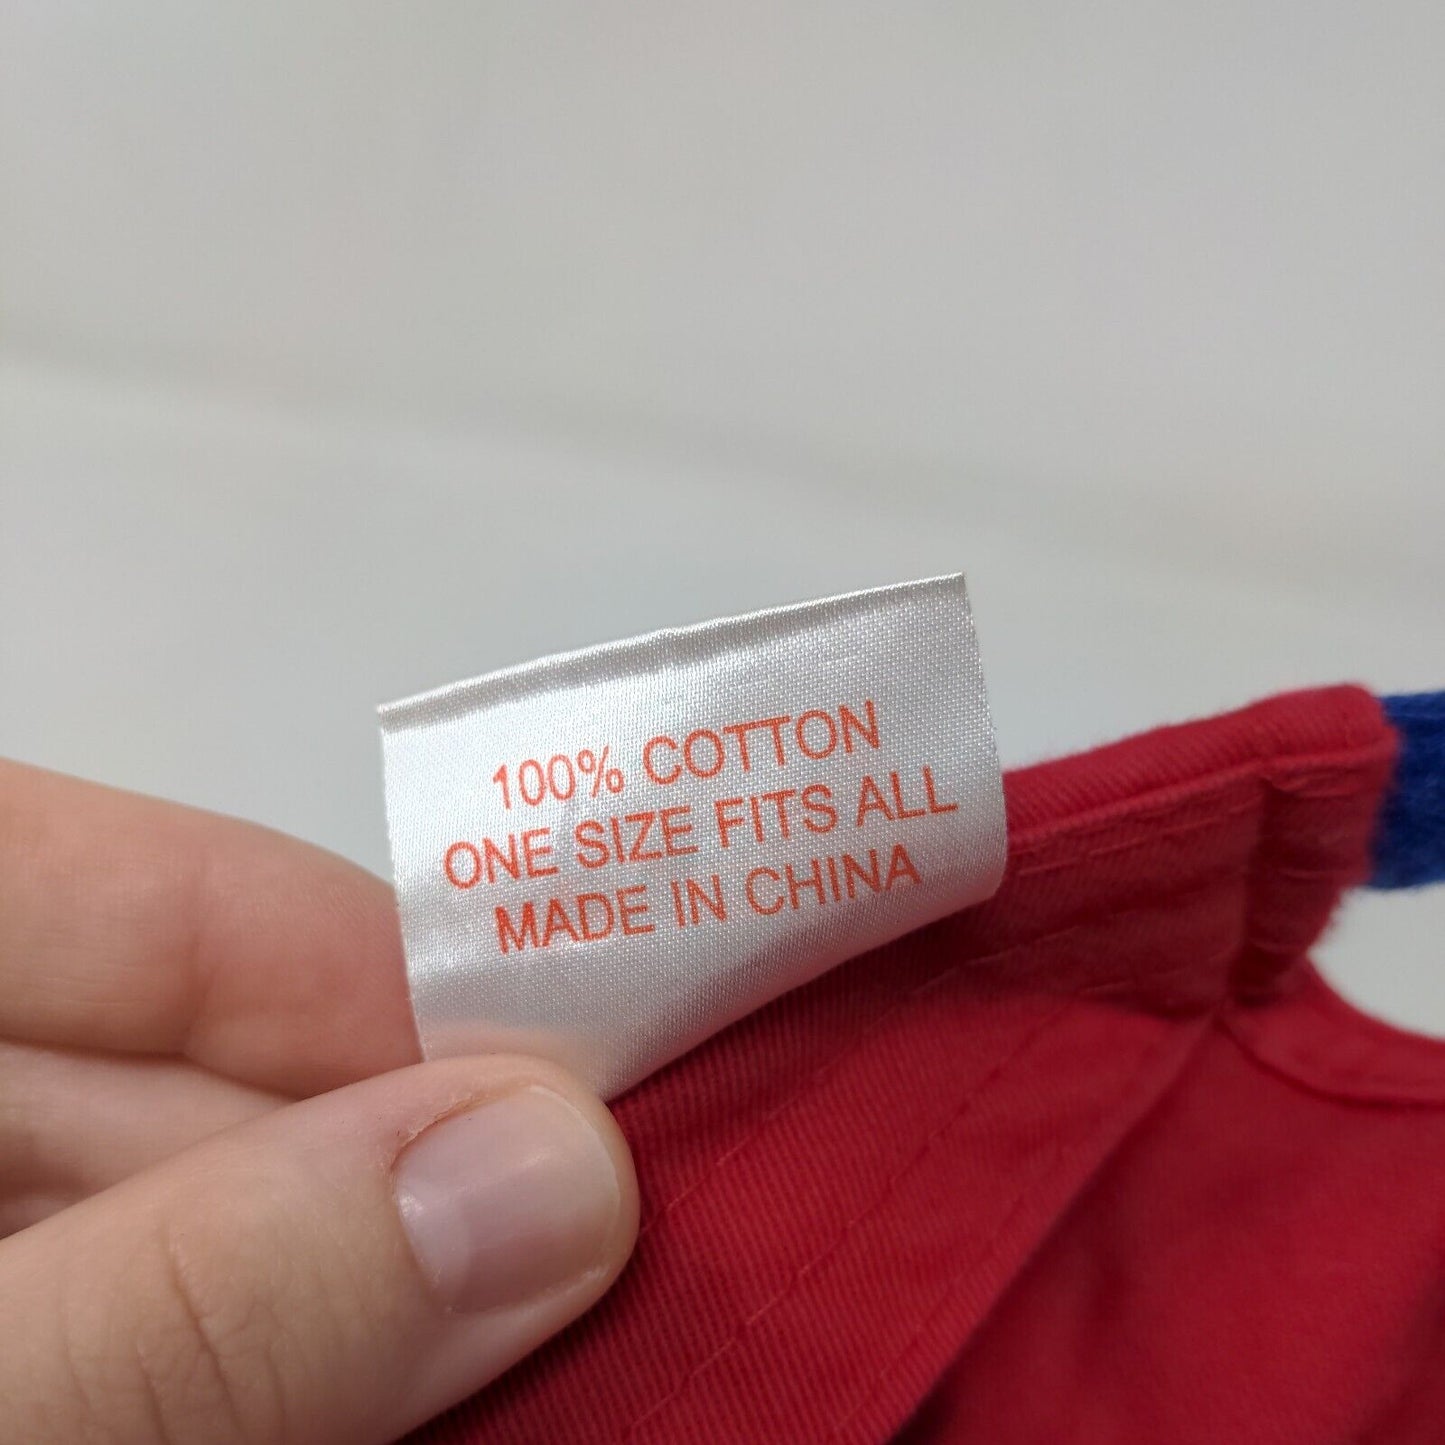 100% COTTON
ONE SIZE FITS ALL
MADE IN CHINA